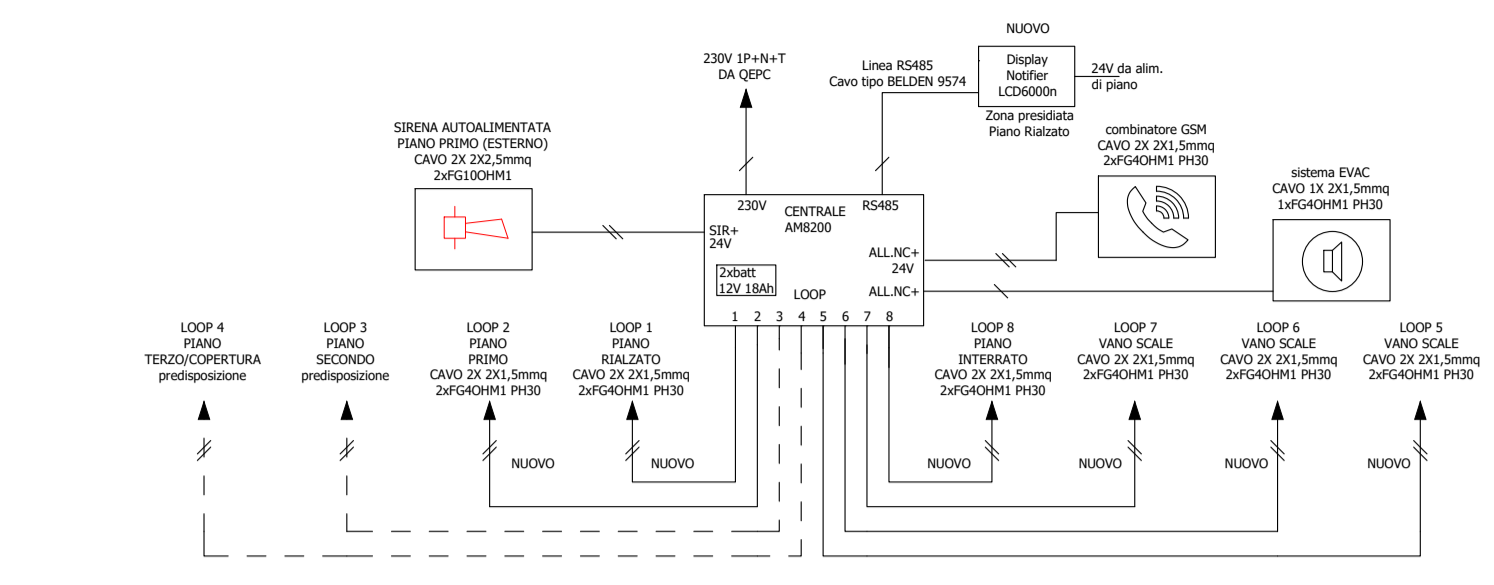 NUOVO
230V 1P+N+T
DA QEPC
Linea RS485
Cavo tipo BELDEN 9574
Display
Notifier
LCD6000n
24V da alim.
di piano
Zona presidiata
Piano Rialzato
SIRENA AUTOALIMENTATA
PIANO PRIMO (ESTERNO)
CAVO 2X 2X2,5mmq
2xFG10OHM1
combinatore GSM
CAVO 2X 2X1,5mmq
2xFG4OHM1 PH30
sistema EVAC
CAVO 1X 2X1,5mmq
1xFG4OHM1 PH30
230V
CENTRALE
AM8200
RS485
SIR+
24V
ALL.NC+
24V
2xbatt
12V 18Ah
LOOP
ALL.NC+
1 2 3 4 5 6 7 8
LOOP 4
PIANO
TERZO/COPERTURA
predisposizione
LOOP 3
PIANO
SECONDO
predisposizione
LOOP 2
PIANO
PRIMO
CAVO 2X 2X1,5mmq
2xFG4OHM1 PH30
LOOP 1
PIANO
RIALZATO
CAVO 2X 2X1,5mmq
2xFG4OHM1 PH30
LOOP 8
PIANO
INTERRATO
CAVO 2X 2X1,5mmq
2xFG4OHM1 PH30
LOOP 7
VANO SCALE
CAVO 2X 2X1,5mmq
2xFG4OHM1 PH30
LOOP 6
VANO SCALE
CAVO 2X 2X1,5mmq
2xFG4OHM1 PH30
LOOP 5
VANO SCALE
CAVO 2X 2X1,5mmq
2xFG4OHM1 PH30
NUOVO
NUOVO
NUOVO
NUOVO
NUOVO
NUOVO